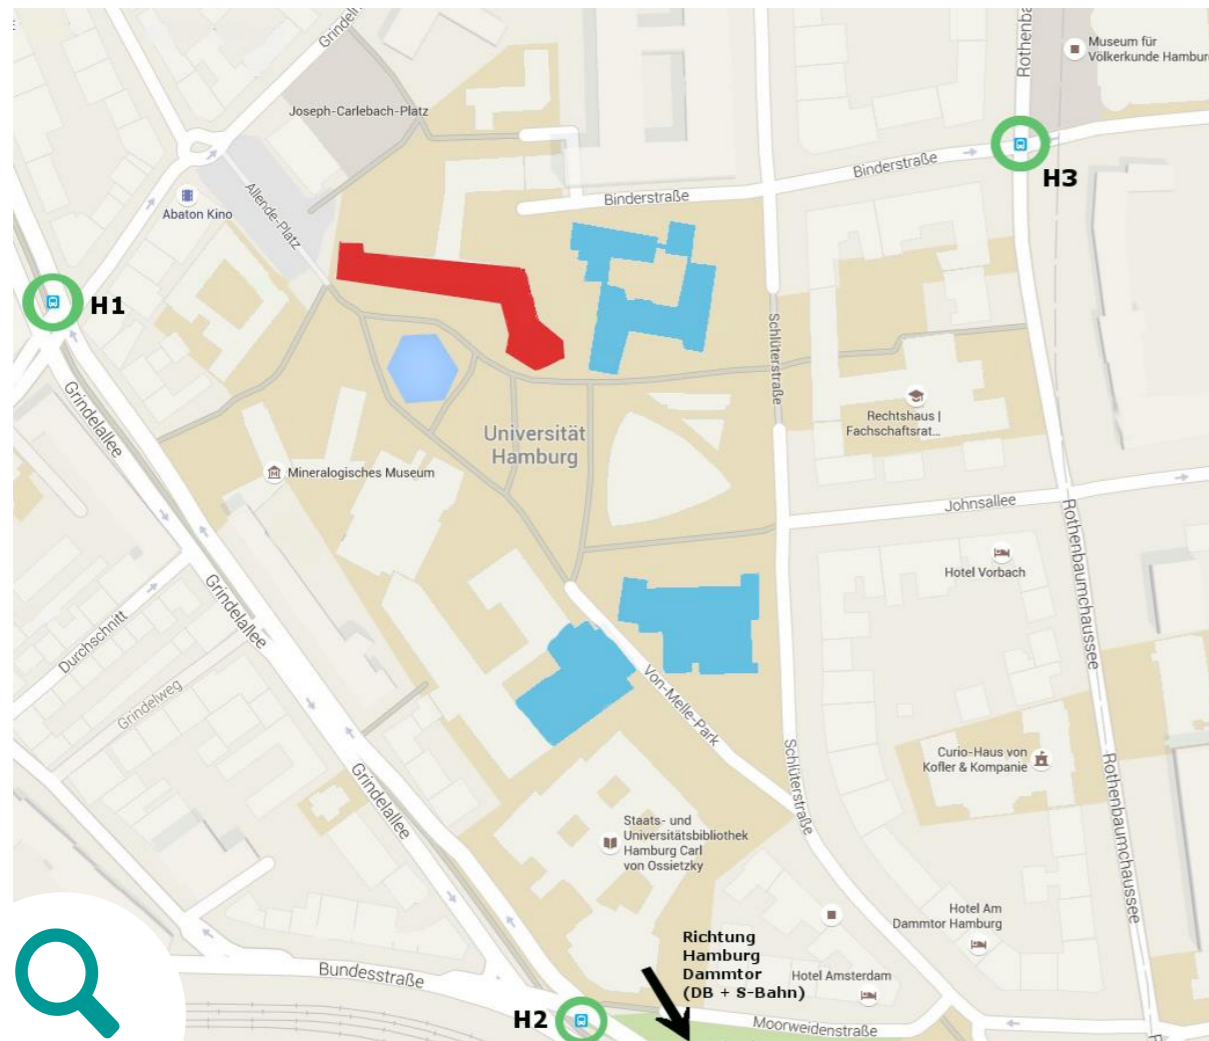 Grindelh
Rothenba
Museum für
Völkerkunde Hamburg
Joseph-Carlebach-Platz
Binderstraße
H3
Binderstraße
Abaton Kino
Allende-Platz
H1
Schlüterstraße
Grindelallee
Rechtshaus |
Fachschaftsrat...
Universität
Hamburg
Mineralogisches Museum
Johnsallee
Rothenbaumchaussee
Hotel Vorbach
Grindelallee
Durchschnitt
Grindelweg
Von-Melle-Park
Schlüterstraße
Curio-Haus von
Kofler & Kompanie
Rothenbaumchaussee
Grindelallee
Staats- und
Universitätsbibliothek
Hamburg Carl
von Ossietzky
Hotel Am
Dammtor Hamburg
Richtung
Hamburg
Dammtor
(DB + S-Bahn)
Hotel Amsterdam
Bundesstraße
H2
Moorweidenstraße